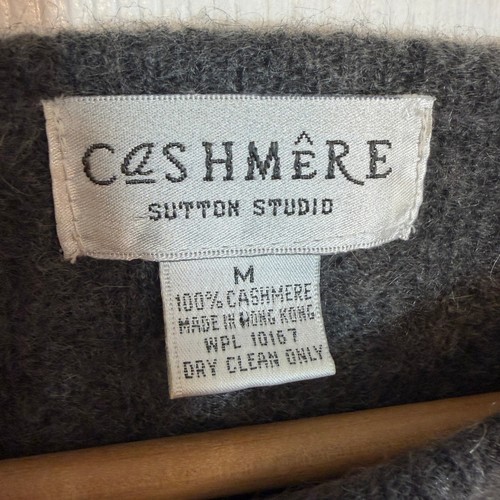 CaSHMÊRE
SUTTON STUDIO
M
100% CASHMERE
MADE IN HONG KONG
WPL 10167
DRY CLEAN ONLY